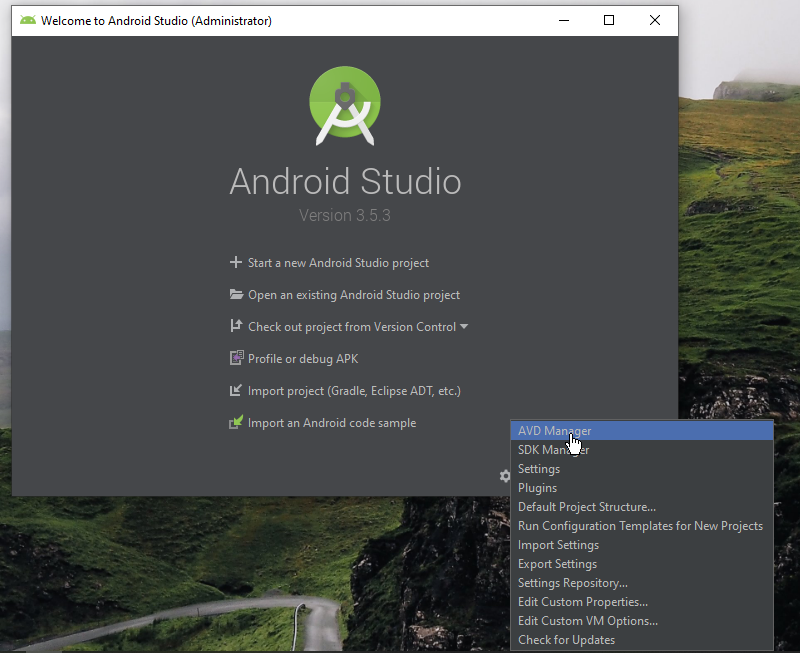 Welcome to Android Studio (Administrator)
Android Studio
Version 3.5.3
Start a new Android Studio project
Open an existing Android Studio project
Check out project from Version Control
Profile or debug APK
Import project (Gradle, Eclipse ADT, etc.)
Import an Android code sample
AVD Manager
SDK Manager
Settings
Plugins
Default Project Structure...
Run Configuration Templates for New Projects
Import Settings
Export Settings
Settings Repository...
Edit Custom Properties...
Edit Custom VM Options...
Check for Updates